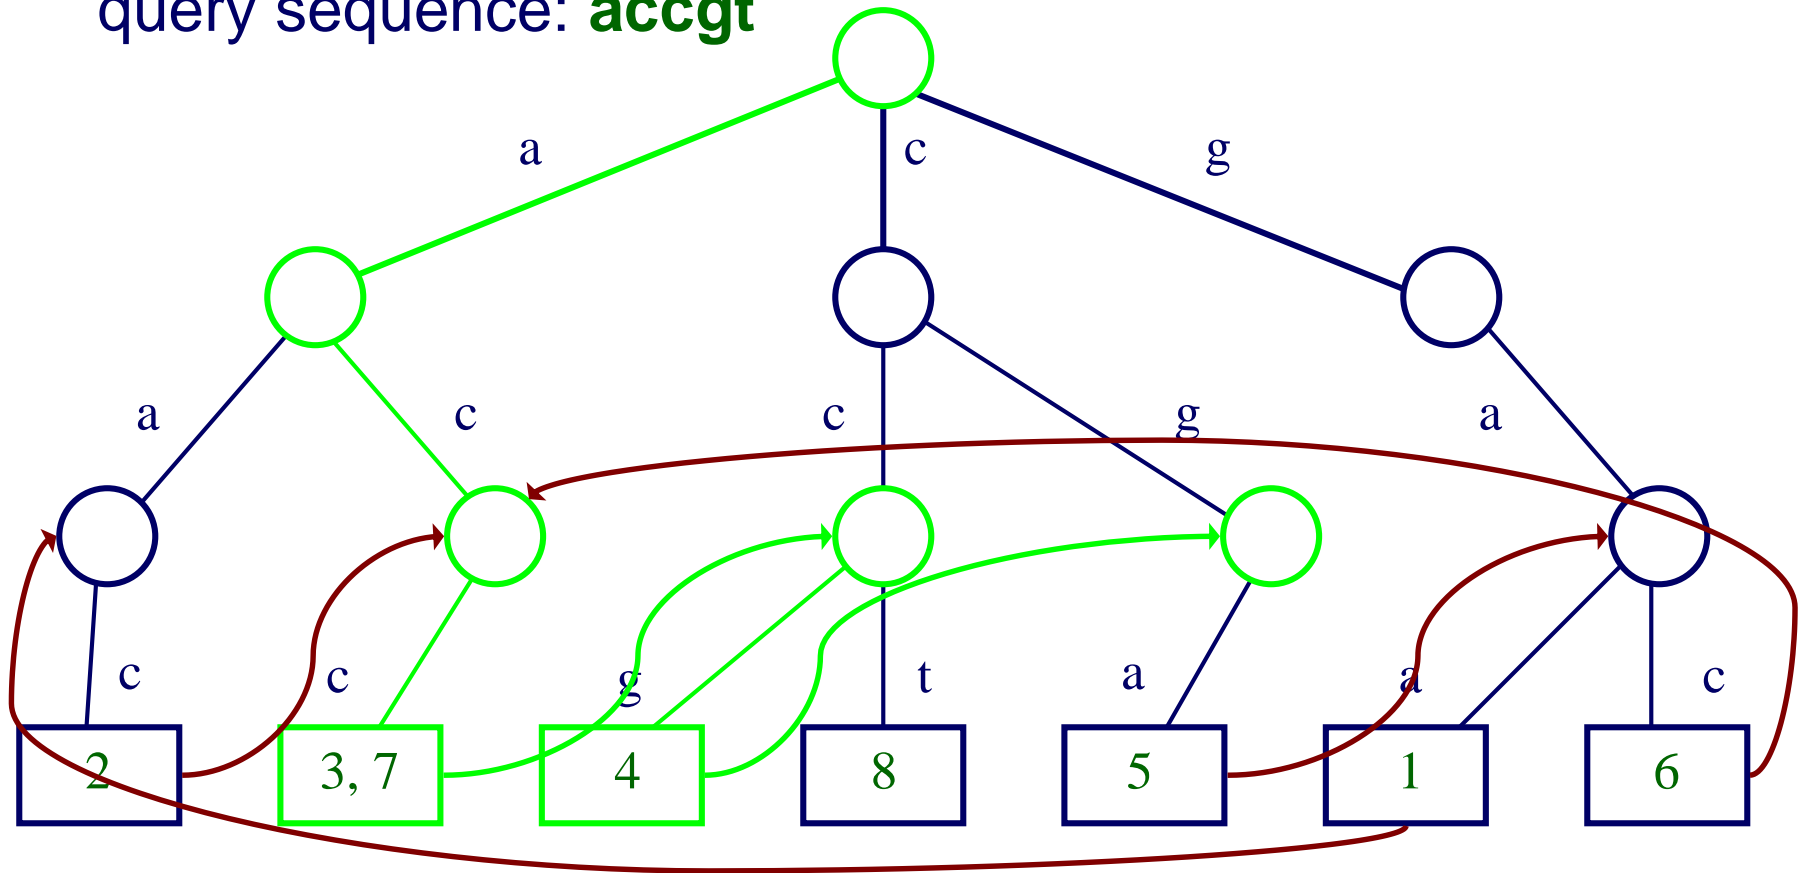 query sequence: accgt
a c g
a c c g a
c c g t a a c
2 3, 7 4 8 5 1 6